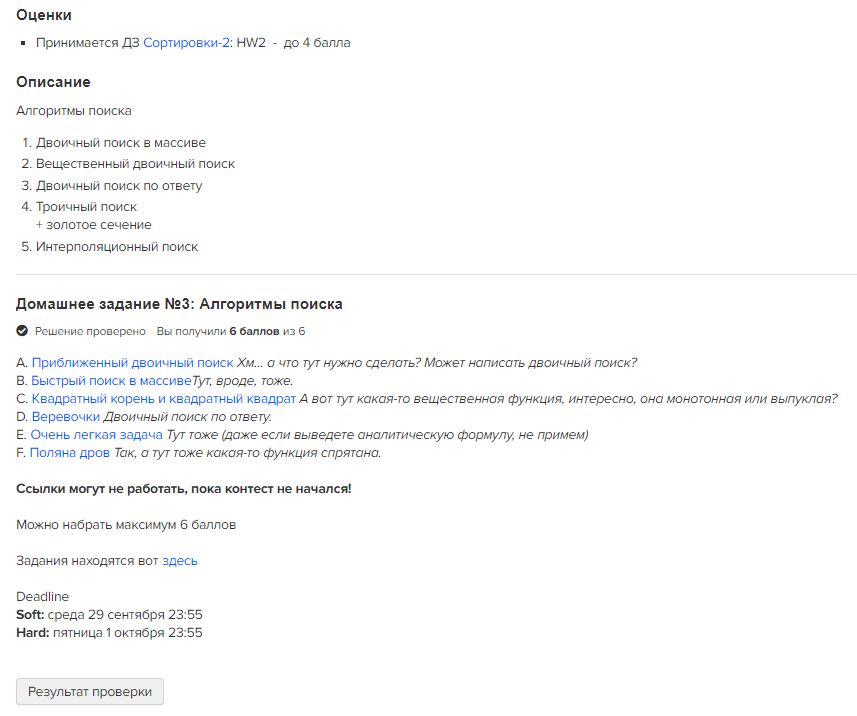 Оценки
▪ Принимается ДЗ Сортировки-2: HW2 - до 4 балла
Описание
Алгоритмы поиска
1. Двоичный поиск в массиве
2. Вещественный двоичный поиск
3. Двоичный поиск по ответу
4. Троичный поиск
+ золотое сечение
5. Интерполяционный поиск
Домашнее задание №3: Алгоритмы поиска
Решение проверено Вы получили 6 баллов из 6
A. Приближенный двоичный поиск Хм... а что тут нужно сделать? Может написать двоичный поиск?
B. Быстрый поиск в массивеТут, вроде, тоже.
C. Квадратный корень и квадратный квадрат А вот тут какая-то вещественная функция, интересно, она монотонная или выпуклая?
D. Веревочки Двоичный поиск по ответу.
E. Очень легкая задача Тут тоже (даже если выведете аналитическую формулу, не примем)
F. Поляна дров Так, а тут тоже какая-то функция спрятана.
Ссылки могут не работать, пока контест не начался!
Можно набрать максимум 6 баллов
Задания находятся вот здесь
Deadline
Soft: среда 29 сентября 23:55
Hard: пятница 1 октября 23:55
Результат проверки